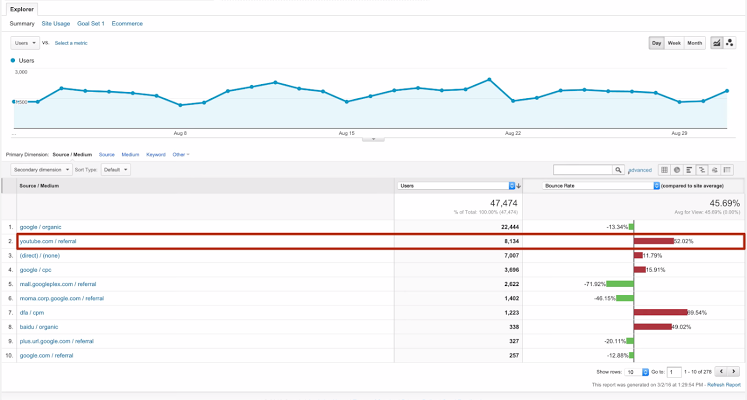 Explorer
Summary Site Usage Goal Set 1 Ecommerce
Users vs. Select a metric Day Week Month
Users
3,000
1,500
... Aug 8 Aug 15 Aug 22 Aug 29
Primary Dimension: Source / Medium Source Medium Keyword Other
Secondary dimension Sort Type: Default advanced
Source / Medium Users Bounce Rate (compared to site average)
47,474 45.69%
% of Total: 100.00% (47,474) Avg for View: 45.69% (0.00%)
1. google / organic 22,444 -13.34%
2. youtube.com / referral 8,134 52.02%
3. (direct) / (none) 7,007 11.79%
4. google / cpc 3,696 15.91%
5. mall.googleplex.com / referral 2,622 -71.92%
6. moma.corp.google.com / referral 1,402 -46.15%
7. dfa / cpm 1,223 69.54%
8. baidu / organic 338 49.02%
9. plus.url.google.com / referral 327 -20.11%
10. google.com / referral 257 -12.88%
Show rows: 10 Go to: 1 1 - 10 of 278
This report was generated on 3/2/16 at 1:28:54 PM - Refresh Report